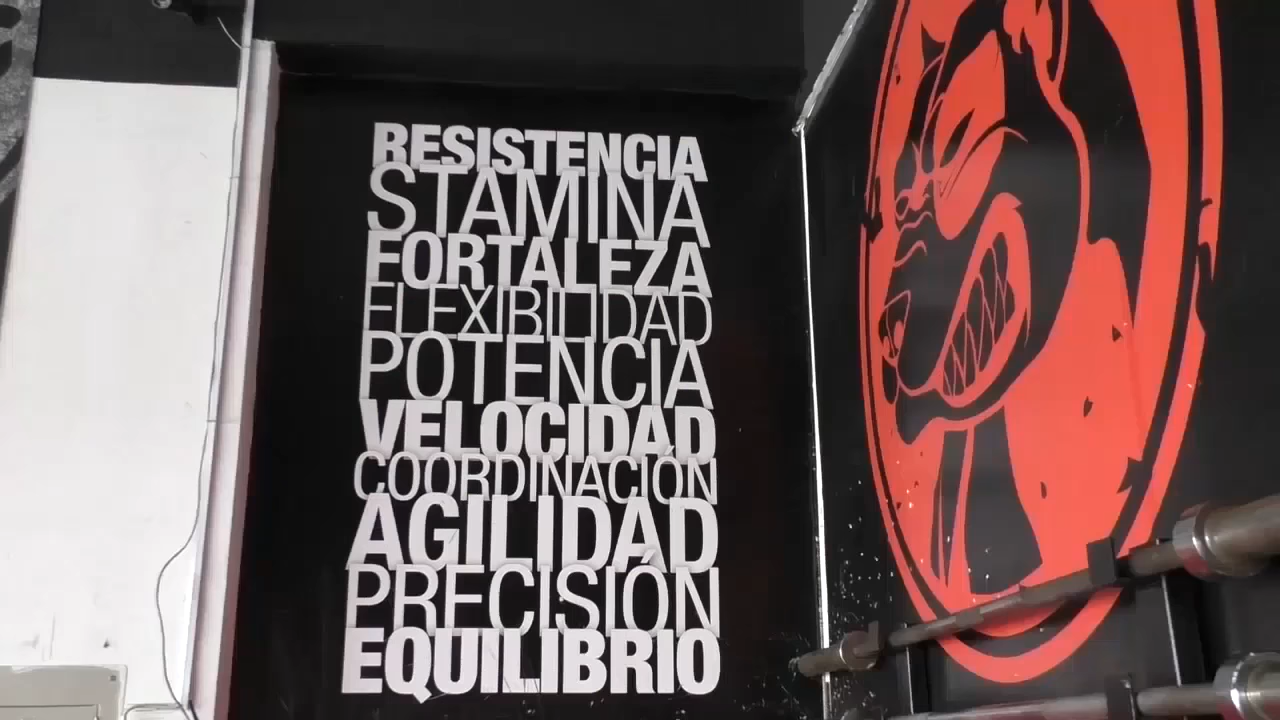 RESISTENCIA
STAMINA
FORTALEZA
FLEXIBILIDAD
POTENCIA
VELOCIDAD
COORDINACIÓN
AGILIDAD
PRECISIÓN
EQUILIBRIO